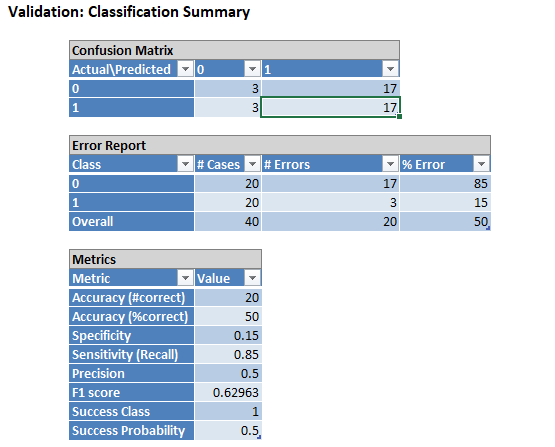 Validation: Classification Summary
Confusion Matrix
Actual\Predicted 0 1
0 3 17
1 3 17
Error Report
Class # Cases # Errors % Error
0 20 17 85
1 20 3 15
Overall 40 20 50
Metrics
Metric Value
Accuracy (#correct) 20
Accuracy (%correct) 50
Specificity 0.15
Sensitivity (Recall) 0.85
Precision 0.5
F1 score 0.62963
Success Class 1
Success Probability 0.5